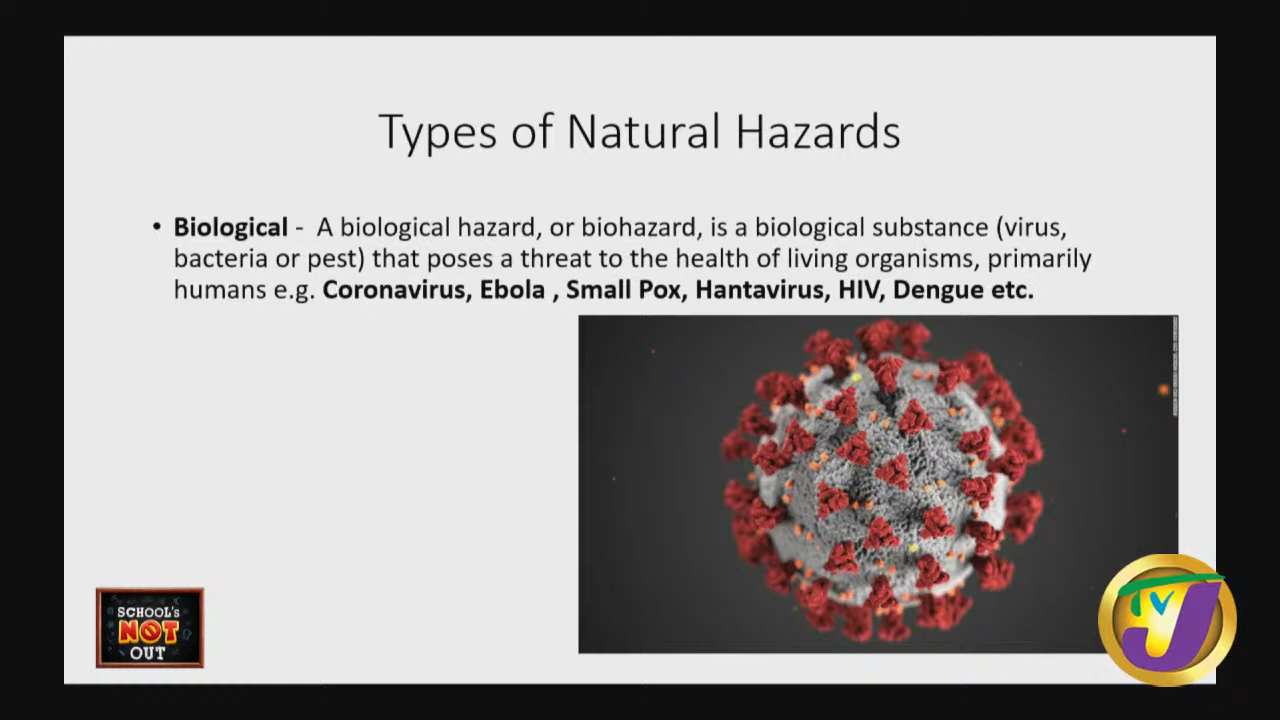 Types of Natural Hazards
• Biological - A biological hazard, or biohazard, is a biological substance (virus,
bacteria or pest) that poses a threat to the health of living organisms, primarily
humans e.g. Coronavirus, Ebola , Small Pox, Hantavirus, HIV, Dengue etc.
SCHOOL's
NOT
OUT
TVJ